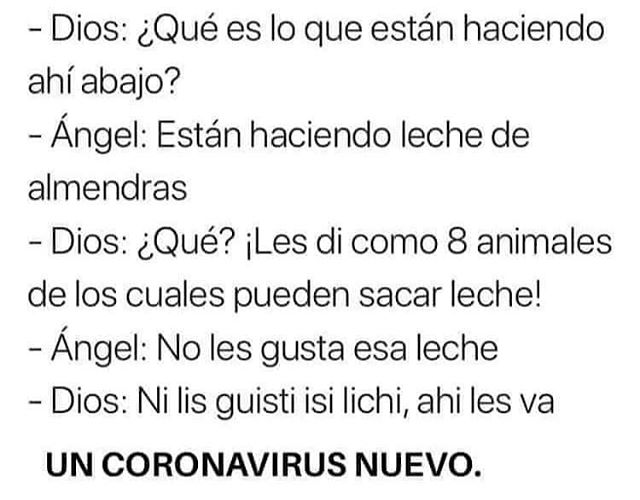 - Dios: ¿Qué es lo que están haciendo
ahí abajo?
- Ángel: Están haciendo leche de
almendras
- Dios: ¿Qué? ¡Les di como 8 animales
de los cuales pueden sacar leche!
- Ángel: No les gusta esa leche
- Dios: Ni lis guisti isi lichi, ahi les va
UN CORONAVIRUS NUEVO.